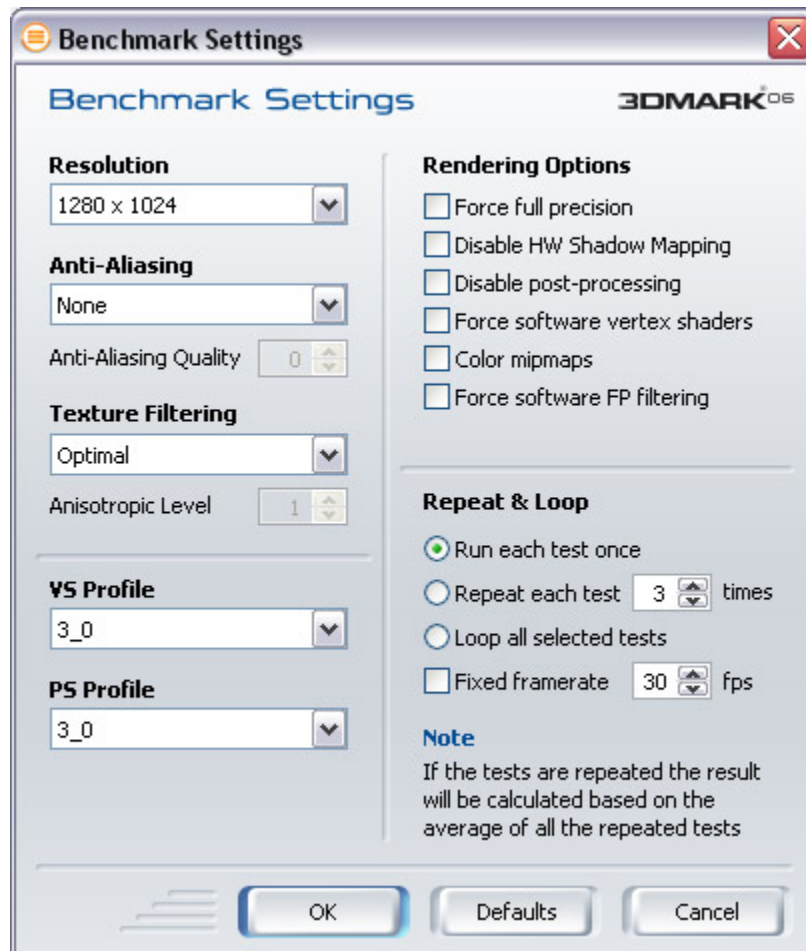 Benchmark Settings
Benchmark Settings
3DMARK®06
Resolution
1280 x 1024
Anti-Aliasing
None
Anti-Aliasing Quality 0
Texture Filtering
Optimal
Anisotropic Level 1
VS Profile
3_0
PS Profile
3_0
Rendering Options
Force full precision
Disable HW Shadow Mapping
Disable post-processing
Force software vertex shaders
Color mipmaps
Force software FP filtering
Repeat & Loop
Run each test once
Repeat each test 3 times
Loop all selected tests
Fixed framerate 30 fps
Note
If the tests are repeated the result
will be calculated based on the
average of all the repeated tests
OK
Defaults
Cancel